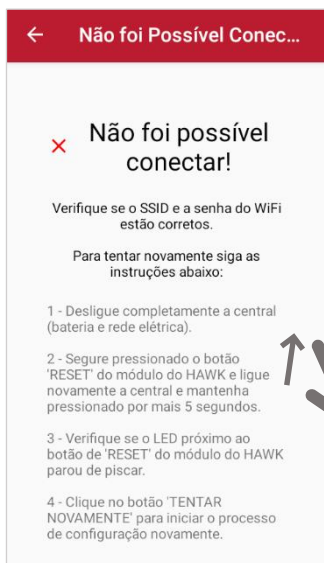 Não foi Possível Conec...
Não foi possível
conectar!
Verifique se o SSID e a senha do WiFi
estão corretos.
Para tentar novamente siga as
instruções abaixo:
1 - Desligue completamente a central
(bateria e rede elétrica).
2 - Segure pressionado o botão
'RESET' do módulo do HAWK e ligue
novamente a central e mantenha
pressionado por mais 5 segundos.
3 - Verifique se o LED próximo ao
botão de 'RESET' do módulo do HAWK
parou de piscar.
4 - Clique no botão 'TENTAR
NOVAMENTE' para iniciar o processo
de configuração novamente.